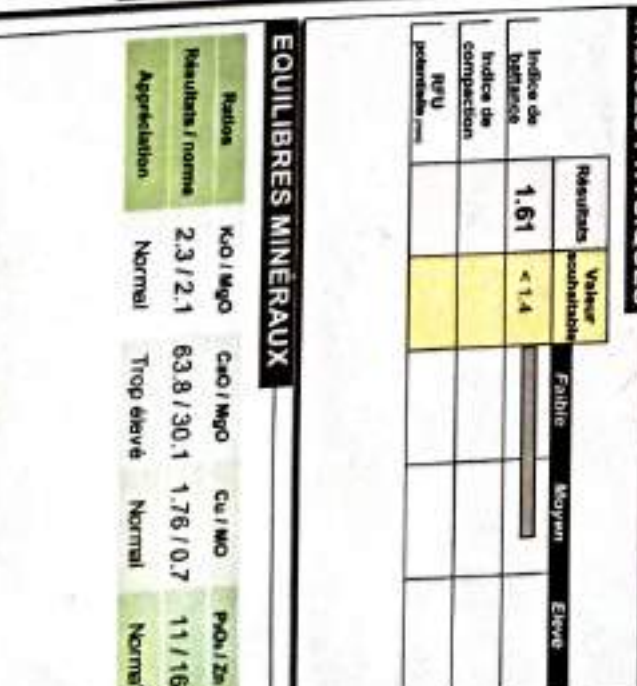 Résultats Valeur souhaitable Faible Moyen Elevé
Indice de battance 1.61 < 1.4
Indice de compaction
RFU potentielle
EQUILIBRES MINÉRAUX
Ratios K₂O / MgO CaO / MgO Cu / MO P₂O₅ / Zn
Résultats / norme 2.3 / 2.1 63.8 / 30.1 1.76 / 0.7 11 / 16
Appréciation Normal Trop élevé Normal Normal